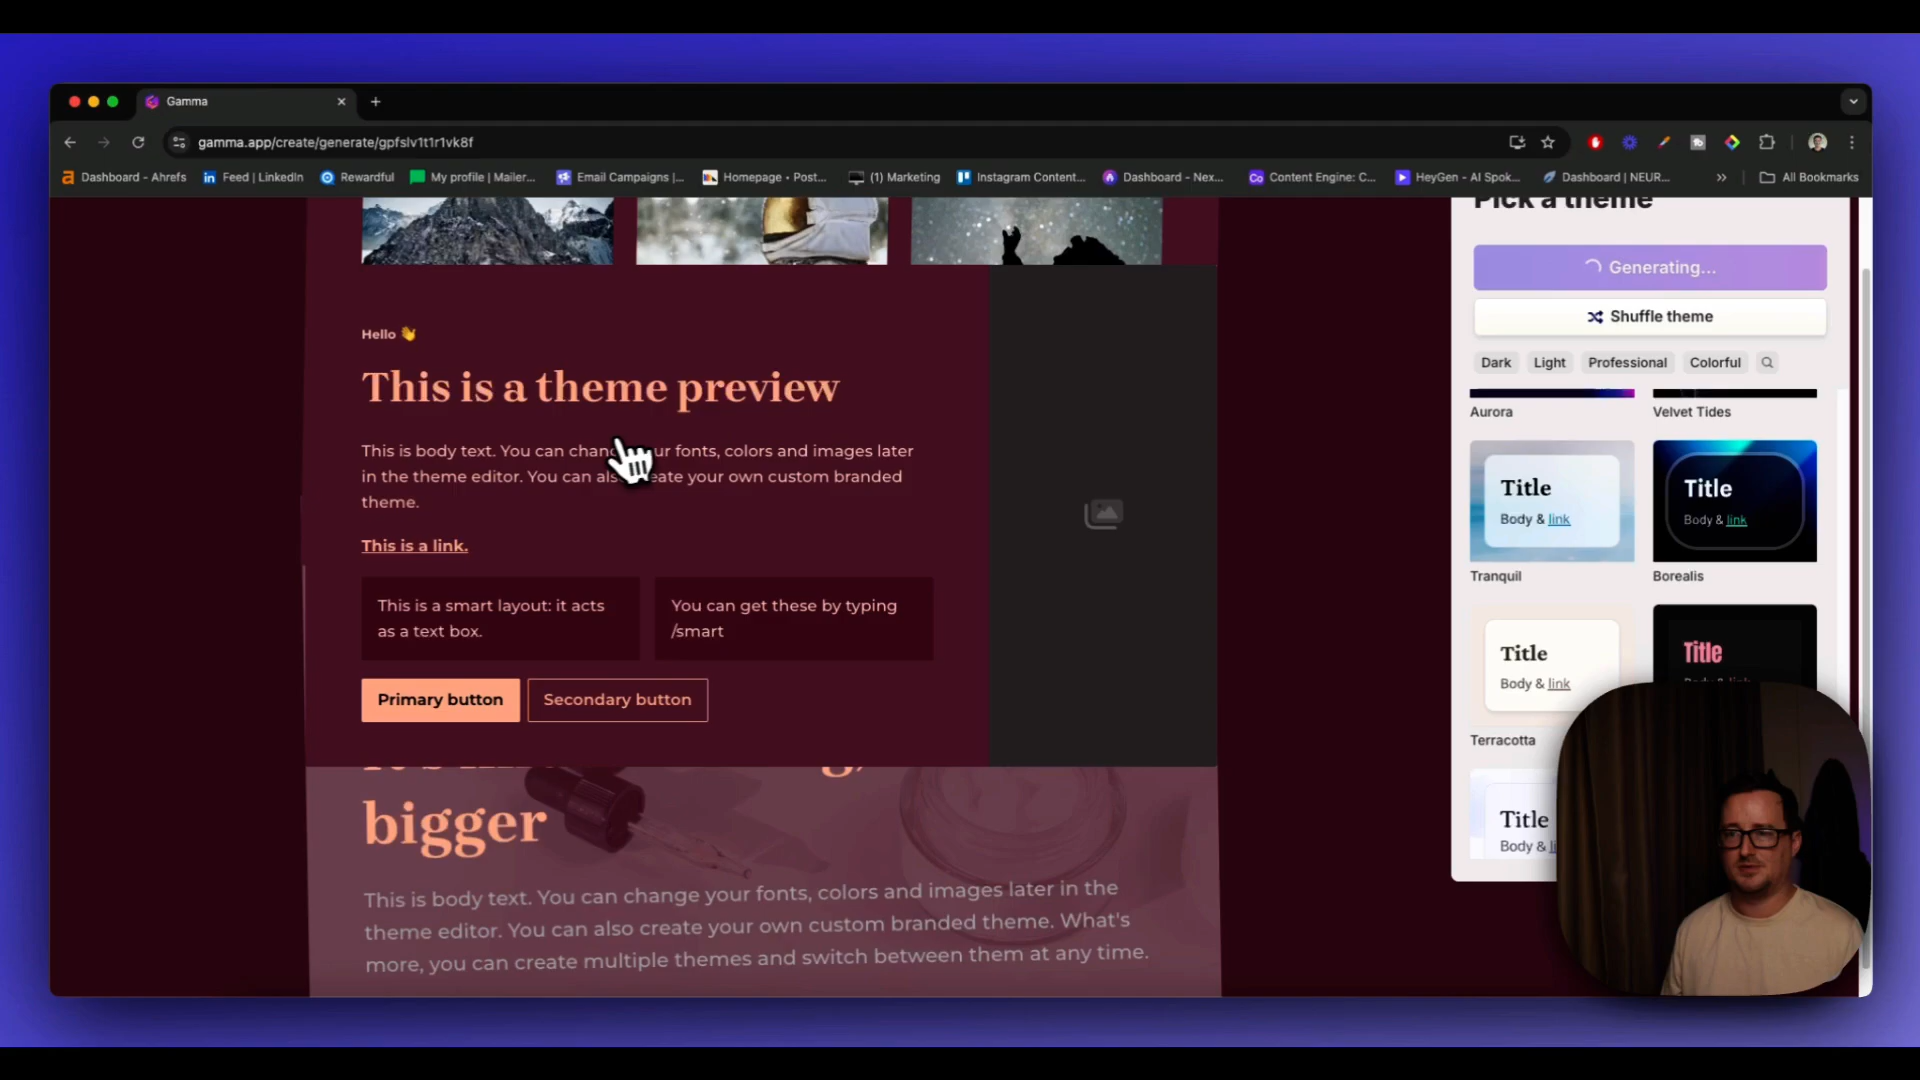 Gamma
gamma.app/create/generate/gpfslv1t1r1vk8f
Dashboard - Ahrefs
Feed | LinkedIn
Rewardful
My profile | Mailer...
Email Campaigns |...
Homepage • Post...
(1) Marketing
Instagram Content...
Dashboard - Nex...
Content Engine: C...
HeyGen - AI Spok...
Dashboard | NEUR...
All Bookmarks
Pick a theme
Generating...
Shuffle theme
Dark
Light
Professional
Colorful
Aurora
Velvet Tides
Title
Body & link
Tranquil
Title
Body & link
Borealis
Title
Body & link
Terracotta
Title
Title
Body &
Hello 👋
This is a theme preview
This is body text. You can your fonts, colors and images later
in the theme editor. You can create your own custom branded
theme.
This is a link.
This is a smart layout: it acts
as a text box.
You can get these by typing
/smart
Primary button
Secondary button
bigger
This is body text. You can change your fonts, colors and images later in the
theme editor. You can also create your own custom branded theme. What's
more, you can create multiple themes and switch between them at any time.